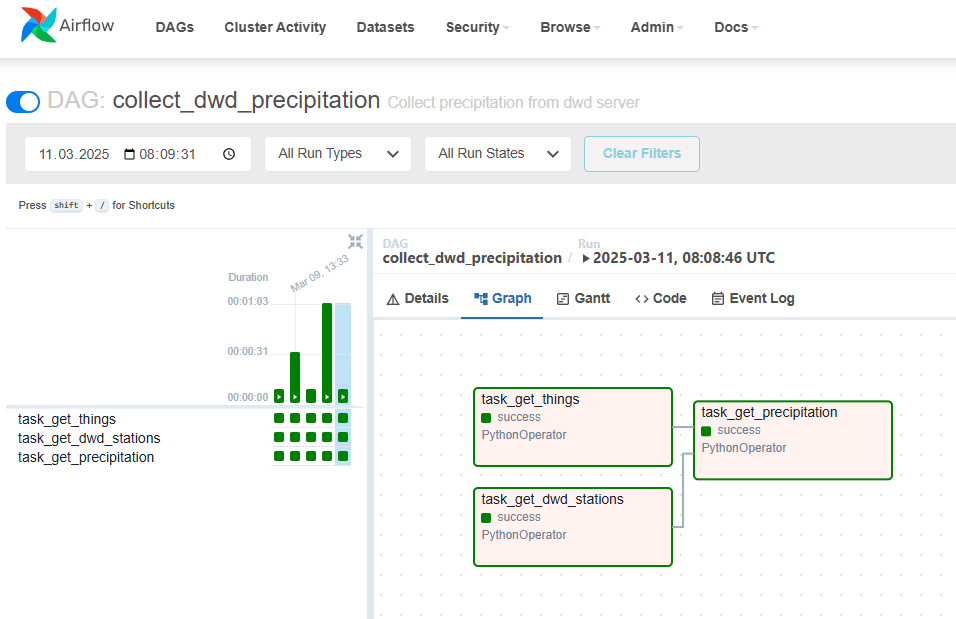 Airflow DAGs Cluster Activity Datasets Security Browse Admin Docs
DAG: collect_dwd_precipitation Collect precipitation from dwd server
11.03.2025 08:09:31 All Run Types All Run States Clear Filters
Press shift + / for Shortcuts
DAG
collect_dwd_precipitation /
Run
2025-03-11, 08:08:46 UTC
Details Graph Gantt <> Code Event Log
Mar 09, 13:33
Duration
00:01:03
00:00:31
00:00:00
task_get_things
task_get_dwd_stations
task_get_precipitation
task_get_things
success
PythonOperator
task_get_dwd_stations
success
PythonOperator
task_get_precipitation
success
PythonOperator